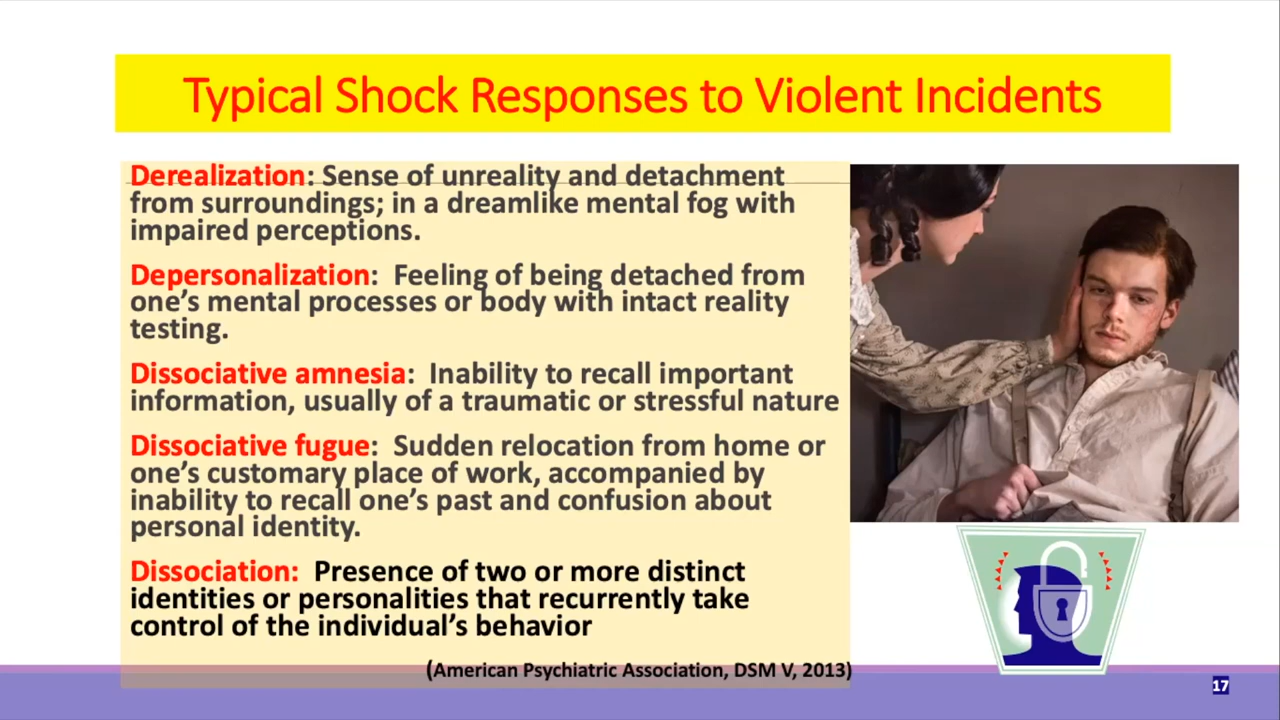 Typical Shock Responses to Violent Incidents
Derealization: Sense of unreality and detachment
from surroundings; in a dreamlike mental fog with
impaired perceptions.
Depersonalization:  Feeling of being detached from
one’s mental processes or body with intact reality
testing.
Dissociative amnesia:  Inability to recall important
information, usually of a traumatic or stressful nature
Dissociative fugue:  Sudden relocation from home or
one’s customary place of work, accompanied by
inability to recall one’s past and confusion about
personal identity.
Dissociation:  Presence of two or more distinct
identities or personalities that recurrently take
control of the individual’s behavior
(American Psychiatric Association, DSM V, 2013)
17